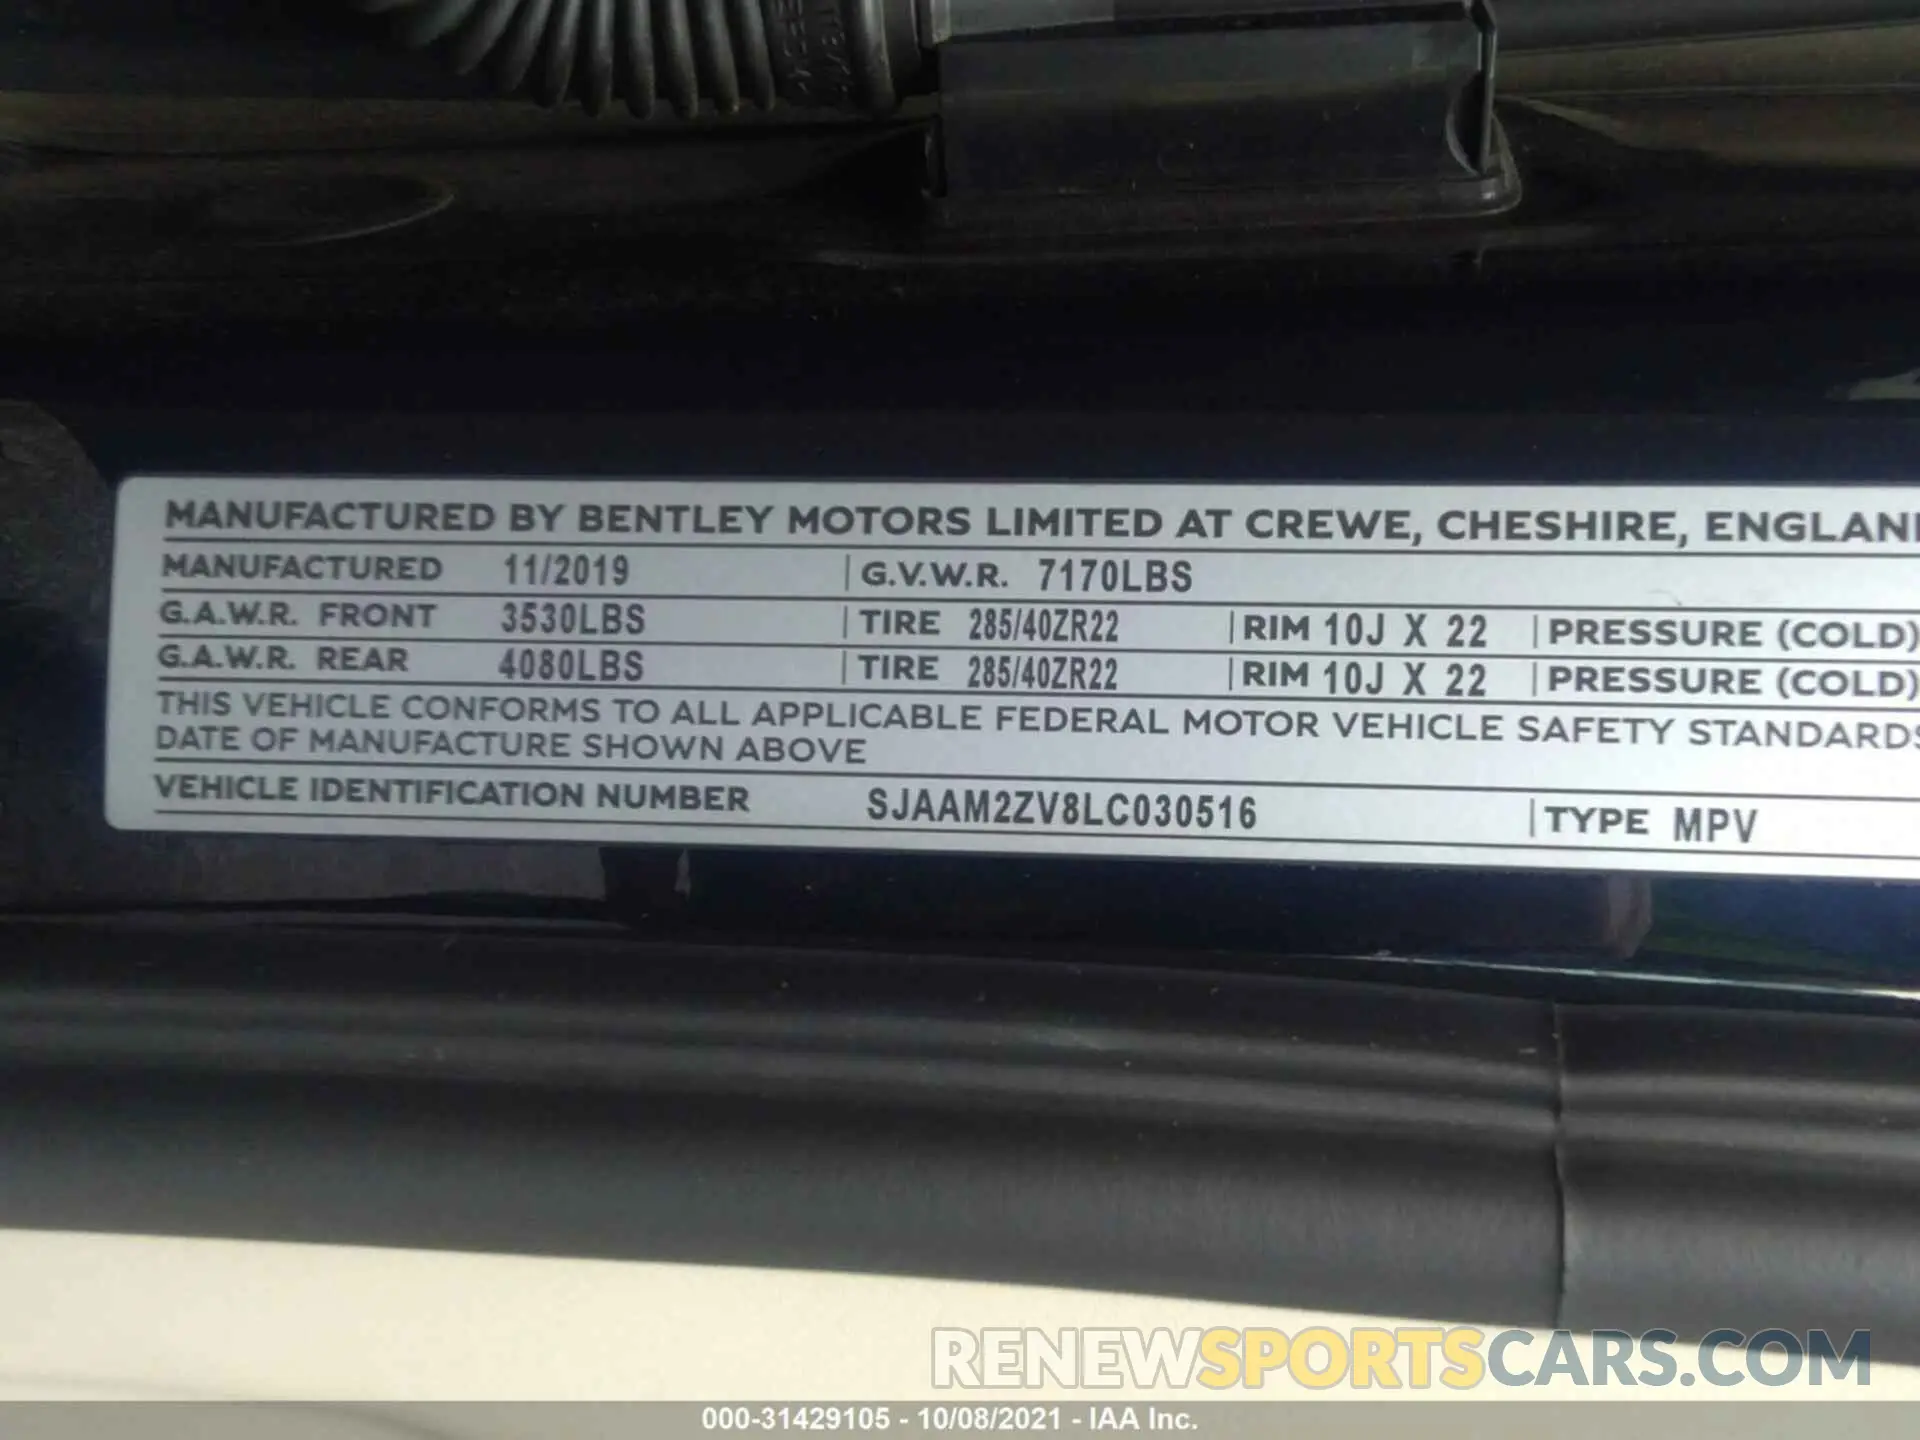 MANUFACTURED BY BENTLEY MOTORS LIMITED AT CREWE, CHESHIRE, ENGLAN
MANUFACTURED 11/2019 G.V.W.R. 7170LBS
G.A.W.R. FRONT 3530LBS TIRE 285/40ZR22 RIM 10J X 22 PRESSURE (COLD)
G.A.W.R. REAR 4080LBS TIRE 285/40ZR22 RIM 10J X 22 PRESSURE (COLD)
THIS VEHICLE CONFORMS TO ALL APPLICABLE FEDERAL MOTOR VEHICLE SAFETY STANDARDS
DATE OF MANUFACTURE SHOWN ABOVE
VEHICLE IDENTIFICATION NUMBER SJAAM2ZV8LC030516 TYPE MPV
RENEWSPORTSCARS.COM
000-31429105 - 10/08/2021 - IAA Inc.